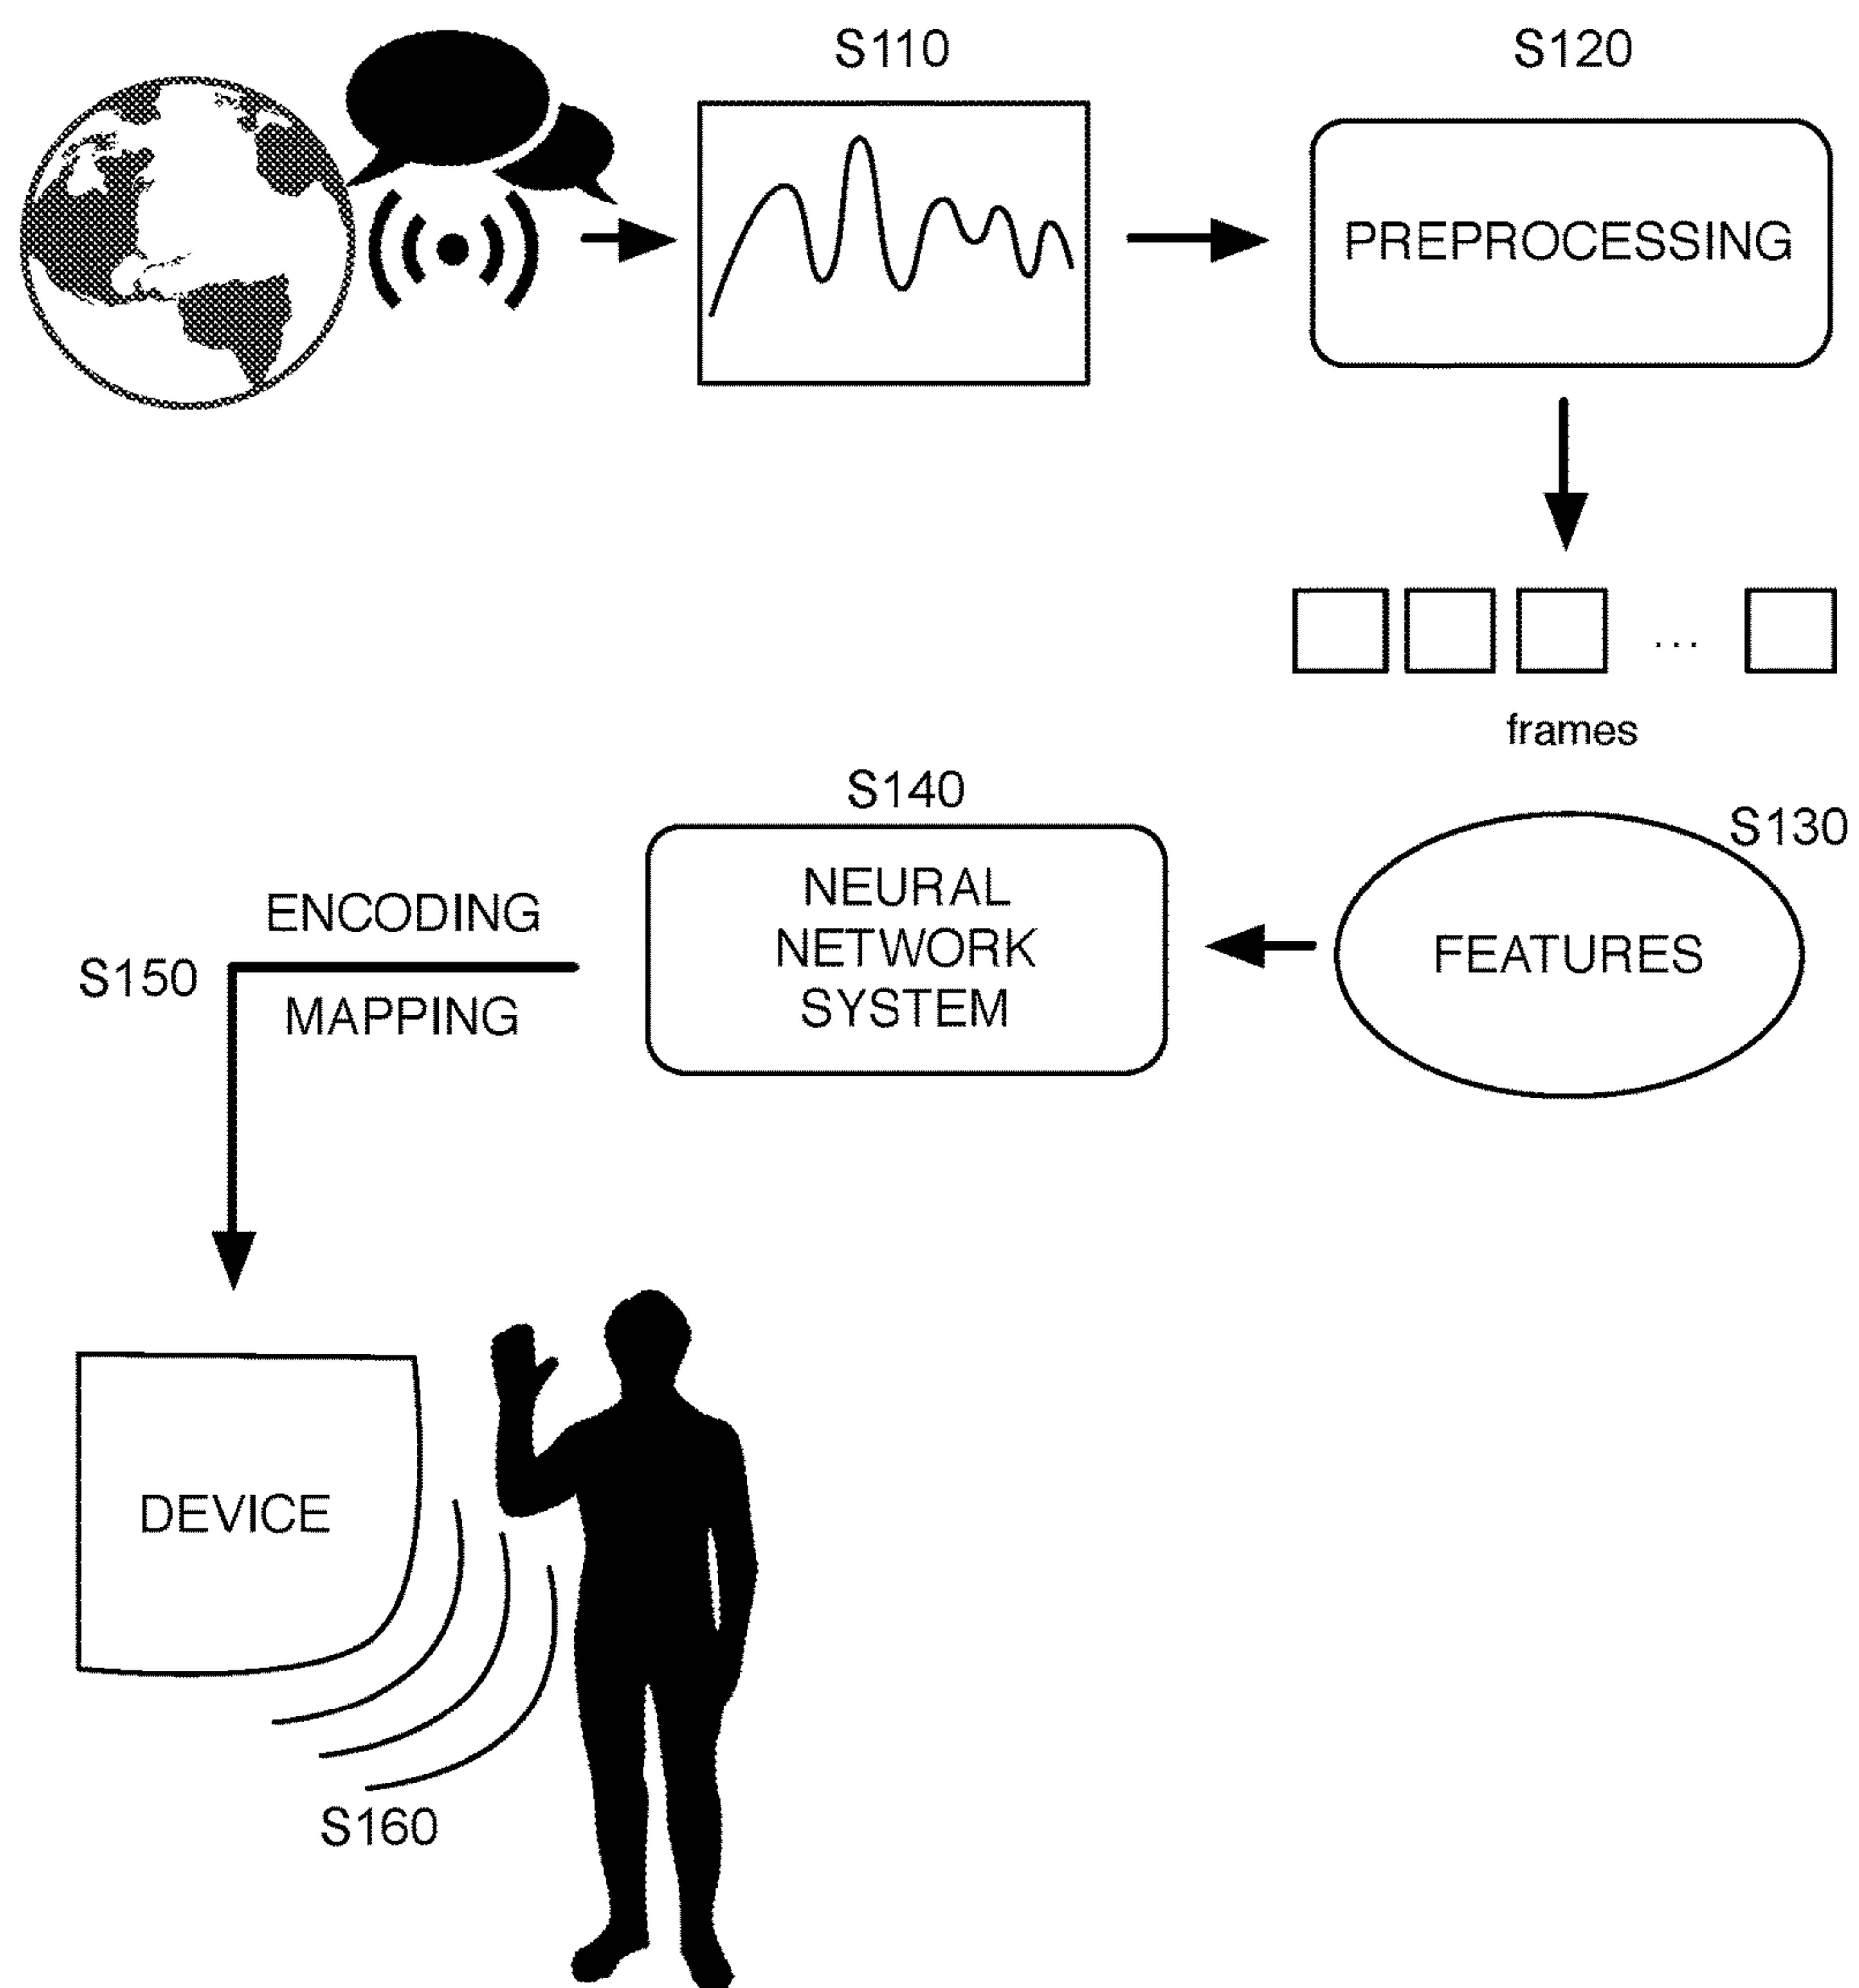 S110
S120
PREPROCESSING
...
frames
S140
S130
NEURAL
NETWORK
SYSTEM
FEATURES
ENCODING
S150
MAPPING
DEVICE
S160